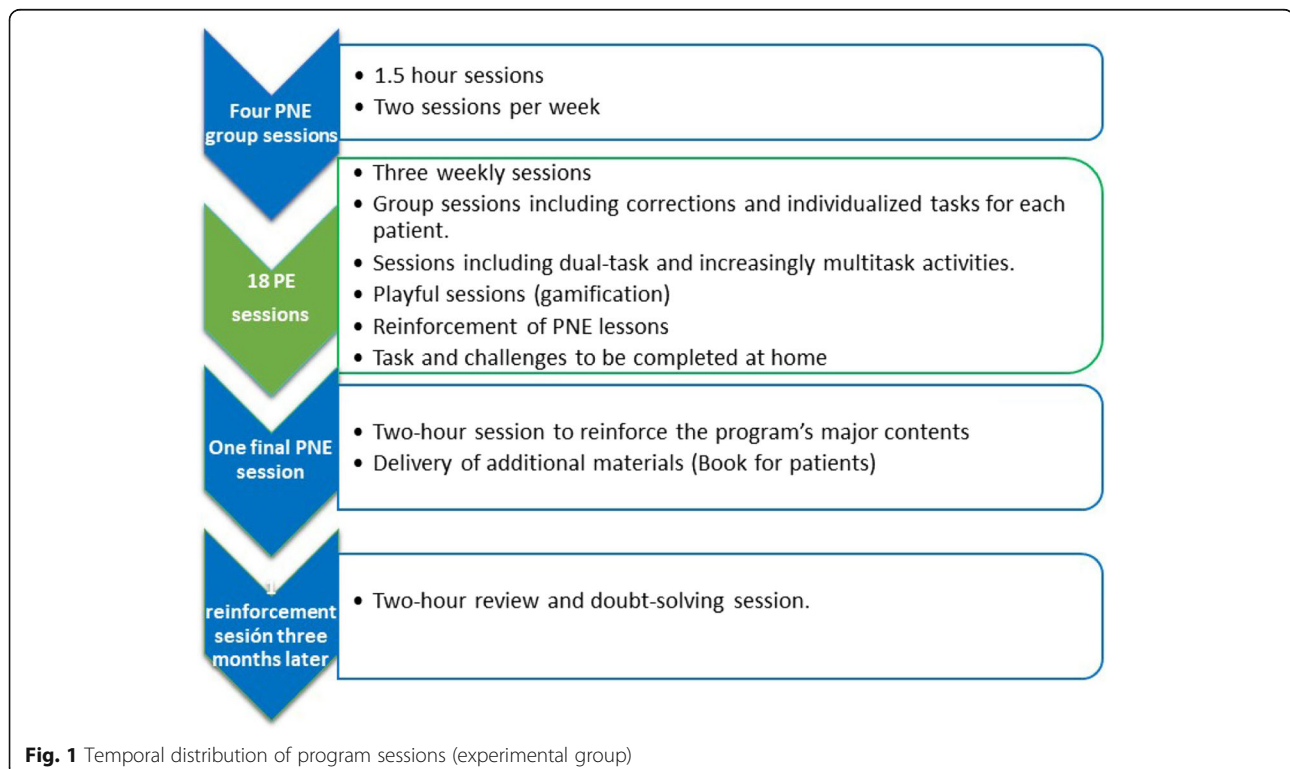 Four PNE
group sessions
• 1.5 hour sessions
• Two sessions per week
18 PE
sessions
• Three weekly sessions
• Group sessions including corrections and individualized tasks for each
patient.
• Sessions including dual-task and increasingly multitask activities.
• Playful sessions (gamification)
• Reinforcement of PNE lessons
• Task and challenges to be completed at home
One final PNE
session
• Two-hour session to reinforce the program's major contents
• Delivery of additional materials (Book for patients)
1
reinforcement
sesión three
months later
• Two-hour review and doubt-solving session.
Fig. 1 Temporal distribution of program sessions (experimental group)